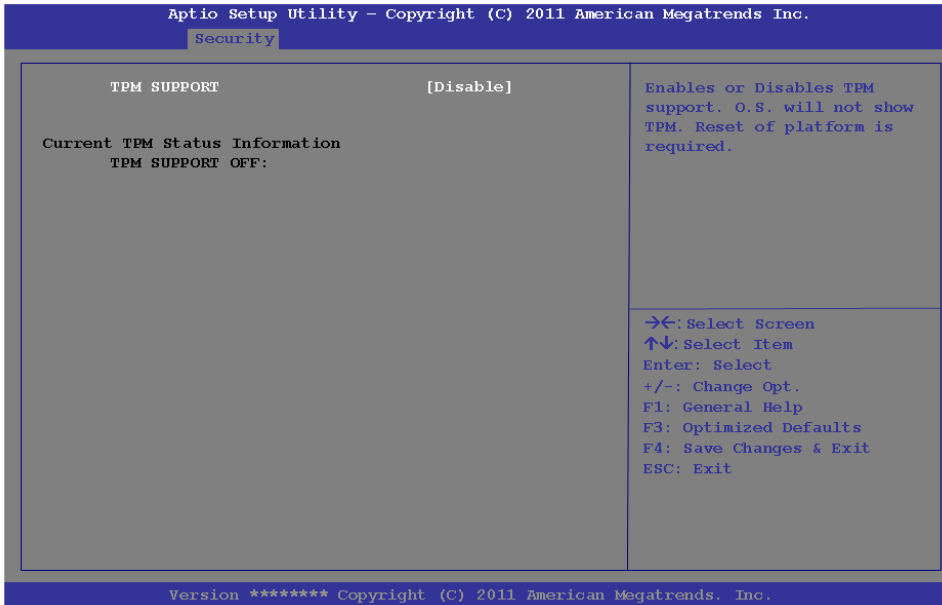 Aptio Setup Utility – Copyright (C) 2011 American Megatrends Inc.
Security
TPM SUPPORT [Disable]
Current TPM Status Information
TPM SUPPORT OFF:
Enables or Disables TPM
support. O.S. will not show
TPM. Reset of platform is
required.
→←: Select Screen
↑↓: Select Item
Enter: Select
+/-: Change Opt.
F1: General Help
F3: Optimized Defaults
F4: Save Changes & Exit
ESC: Exit
Version ******** Copyright (C) 2011 American Megatrends. Inc.